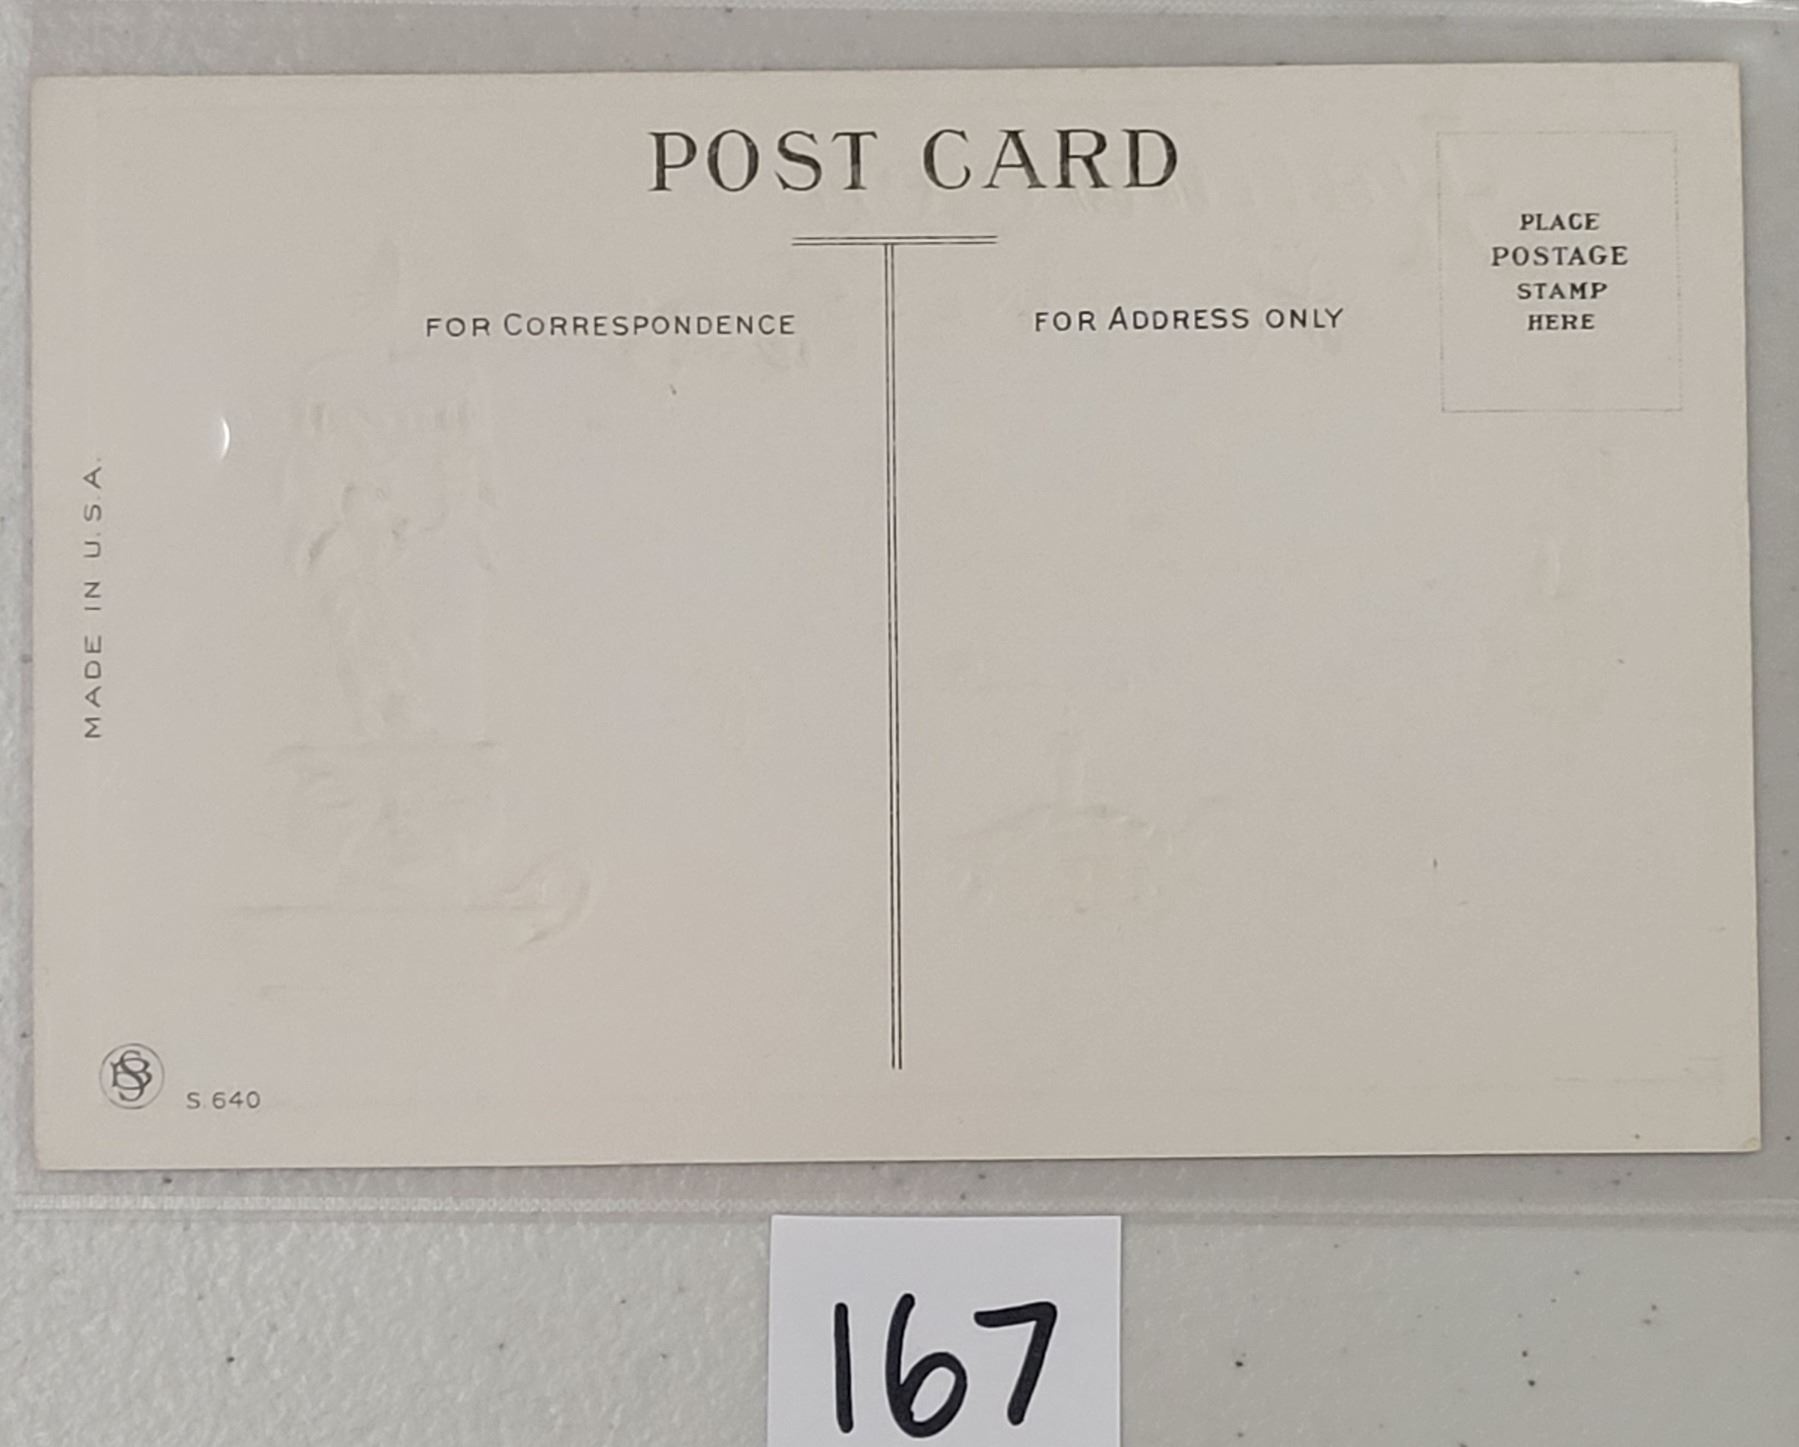 POST CARD
PLACE
POSTAGE
STAMP
HERE
FOR CORRESPONDENCE
FOR ADDRESS ONLY
MADE IN U.S.A.
S. 640
167